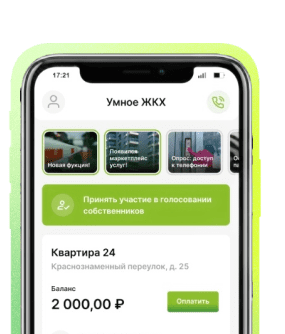 17:21
Умное ЖКХ
Новая фукция!
Появился
маркетплейс
услуг!
Опрос: доступ
к телефонии
Принять участие в голосовании
собственников
Квартира 24
Краснознаменный переулок, д. 25
Баланс
2 000,00 ₽
Оплатить